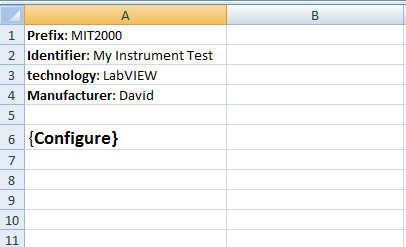 A B
1 Prefix: MIT2000
2 Identifier: My Instrument Test
3 technology: LabVIEW
4 Manufacturer: David
5
6 {Configure}
7
8
9
10
11